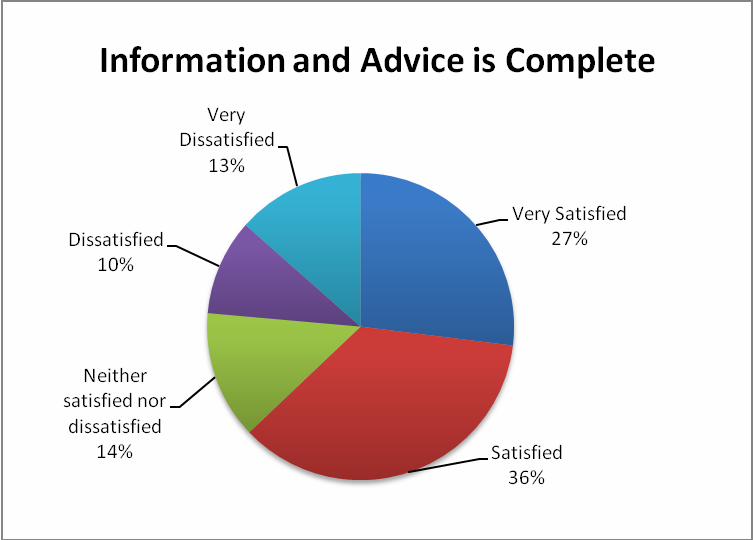 Information and Advice is Complete
Very
Dissatisfied
13%
Very Satisfied
27%
Dissatisfied
10%
Neither
satisfied nor
dissatisfied
14%
Satisfied
36%